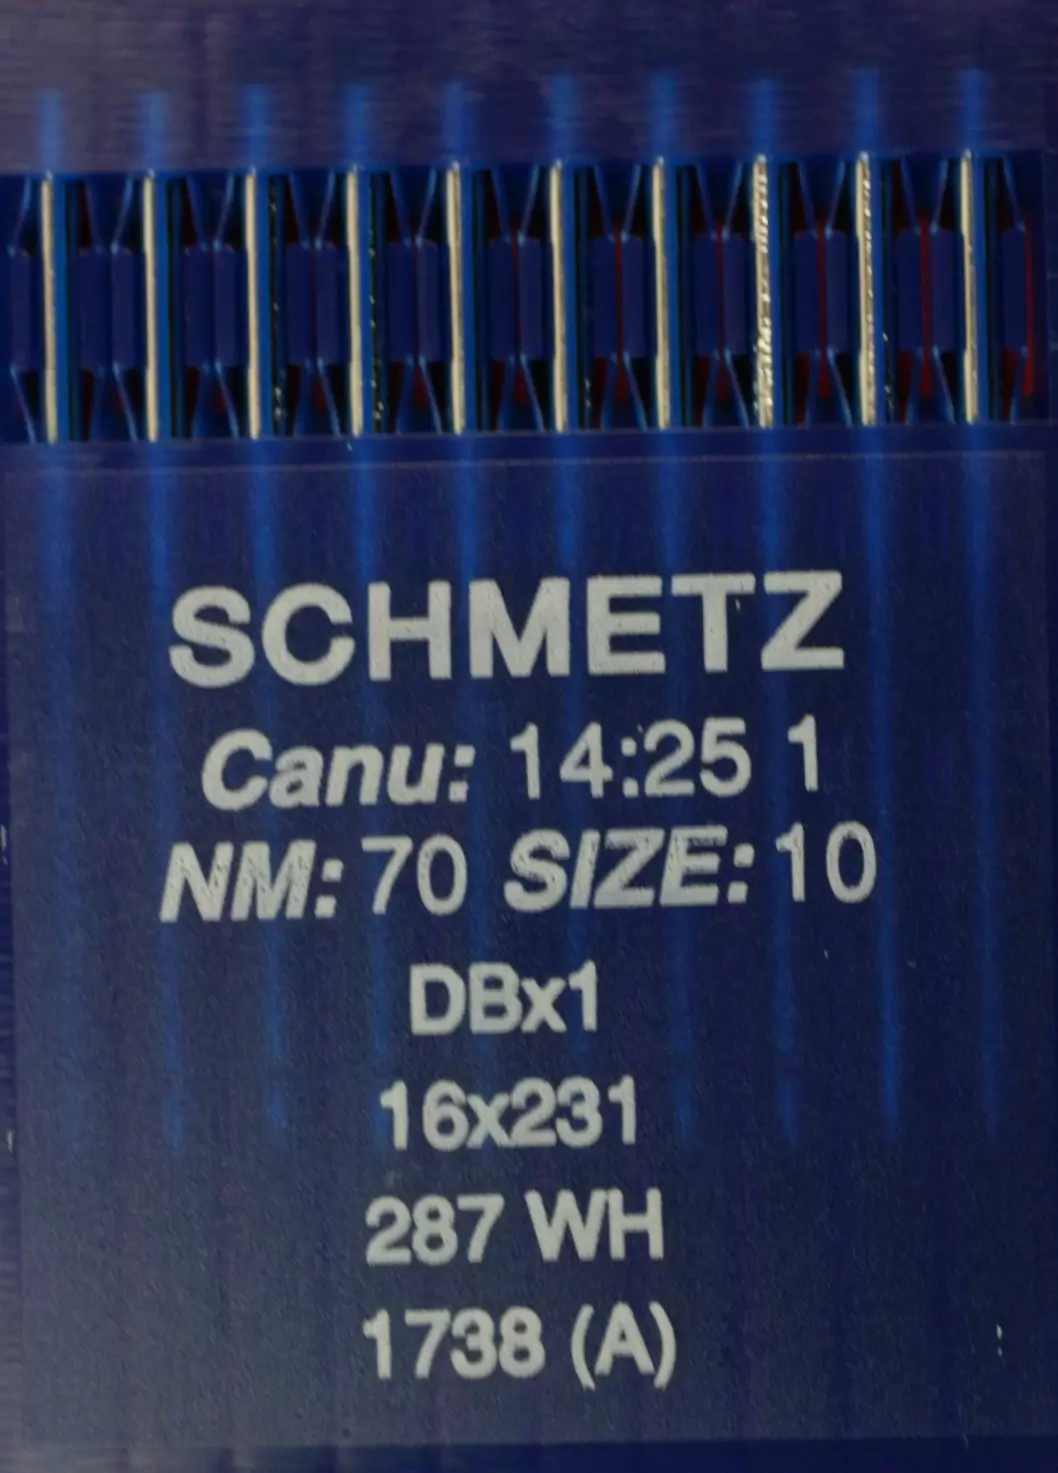 SCHMETZ
Canu: 14:25 1
NM: 70 SIZE: 10
DBx1
16x231
287 WH
1738 (A)